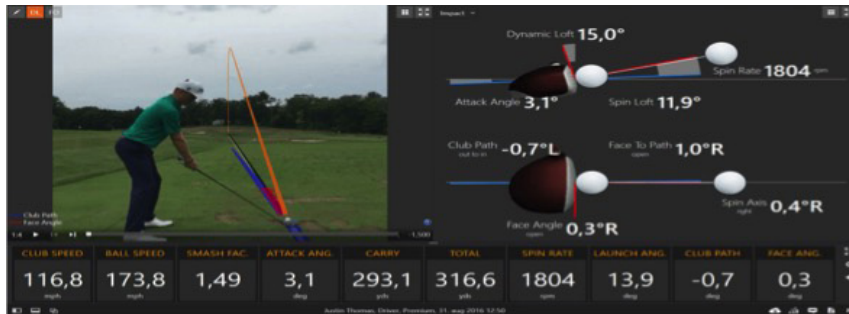 DL
Impact
Dynamic Loft 15,0°
Spin Rate 1804 rpm
Attack Angle 3,1°
Spin Loft 11,9°
Club Path -0,7°L
out to in
Face To Path 1,0°R
open
Spin Axis 0,4°R
right
Face Angle 0,3°R
open
Club Path
Face Angle
1:4
-1,500
CLUB SPEED BALL SPEED SMASH FAC. ATTACK ANG. CARRY TOTAL SPIN RATE LAUNCH ANG. CLUB PATH FACE ANG.
116,8 173,8 1,49 3,1 293,1 316,6 1804 13,9 -0,7 0,3
mph mph deg yds yds rpm deg deg deg
Justin Thomas, Driver, Premium, 31. aug 2016 12:50